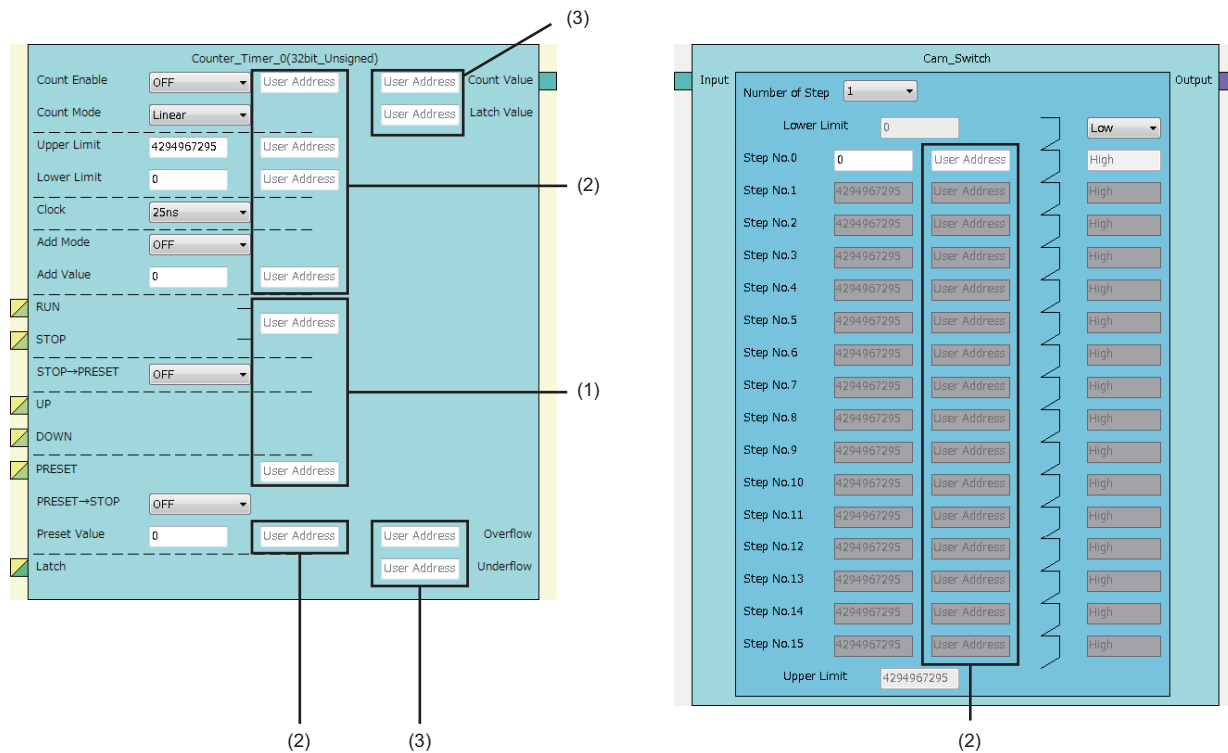 (3)
Counter_Timer_0(32bit_Unsigned)
Count Enable OFF User Address User Address Count Value
Count Mode Linear User Address Latch Value
Upper Limit 4294967295 User Address
Lower Limit 0 User Address
(2)
Clock 25ns
Add Mode OFF
Add Value 0 User Address
RUN
User Address
STOP
STOP→PRESET OFF
(1)
UP
DOWN
PRESET User Address
PRESET→STOP OFF
Preset Value 0 User Address User Address Overflow
Latch User Address Underflow
(2) (3)
Cam_Switch
Input Output
Number of Step 1
Lower Limit 0 Low
Step No.0 0 User Address High
Step No.1 4294967295 User Address High
Step No.2 4294967295 User Address High
Step No.3 4294967295 User Address High
Step No.4 4294967295 User Address High
Step No.5 4294967295 User Address High
Step No.6 4294967295 User Address High
Step No.7 4294967295 User Address High
Step No.8 4294967295 User Address High
Step No.9 4294967295 User Address High
Step No.10 4294967295 User Address High
Step No.11 4294967295 User Address High
Step No.12 4294967295 User Address High
Step No.13 4294967295 User Address High
Step No.14 4294967295 User Address High
Step No.15 4294967295 User Address High
Upper Limit 4294967295
(2)